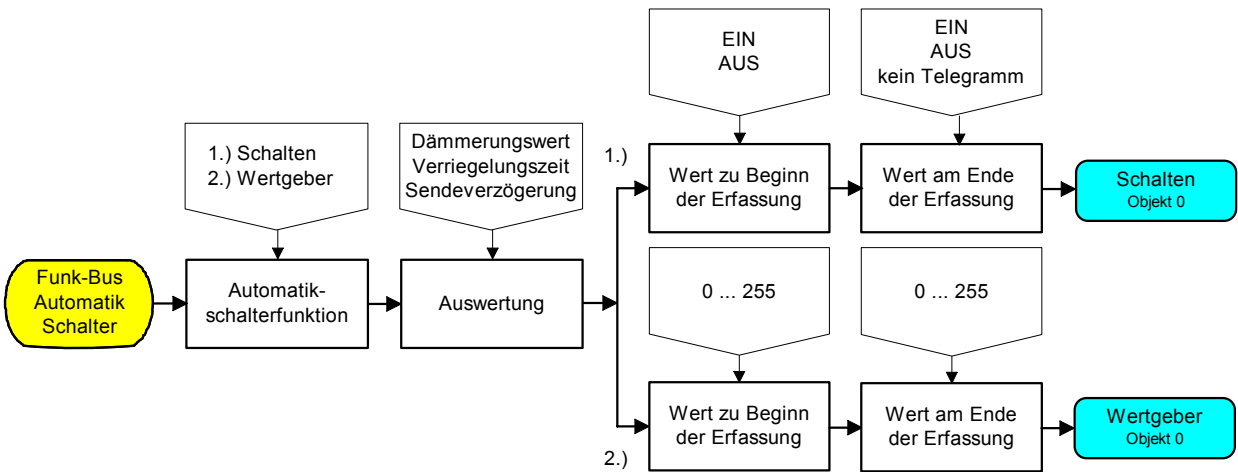 EIN
AUS
EIN
AUS
kein Telegramm
1.) Schalten
2.) Wertgeber
Dämmerungswert
Verriegelungszeit
Sendeverzögerung
1.)
Wert zu Beginn
der Erfassung
Wert am Ende
der Erfassung
Schalten
Objekt 0
Funk-Bus
Automatik
Schalter
Automatik-
schalterfunktion
Auswertung
0 ... 255
0 ... 255
Wert zu Beginn
der Erfassung
Wert am Ende
der Erfassung
Wertgeber
Objekt 0
2.)